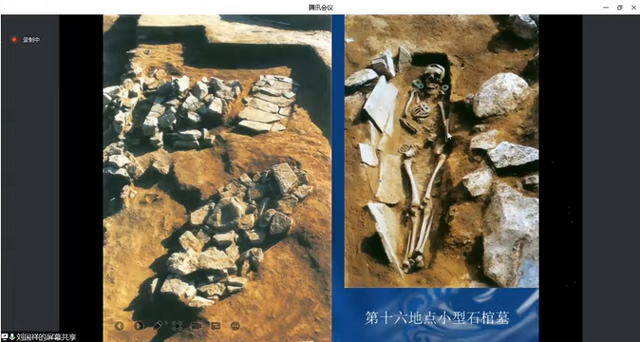 腾讯会议
录制中
第十六地点小型石棺墓
刘国祥的屏幕共享